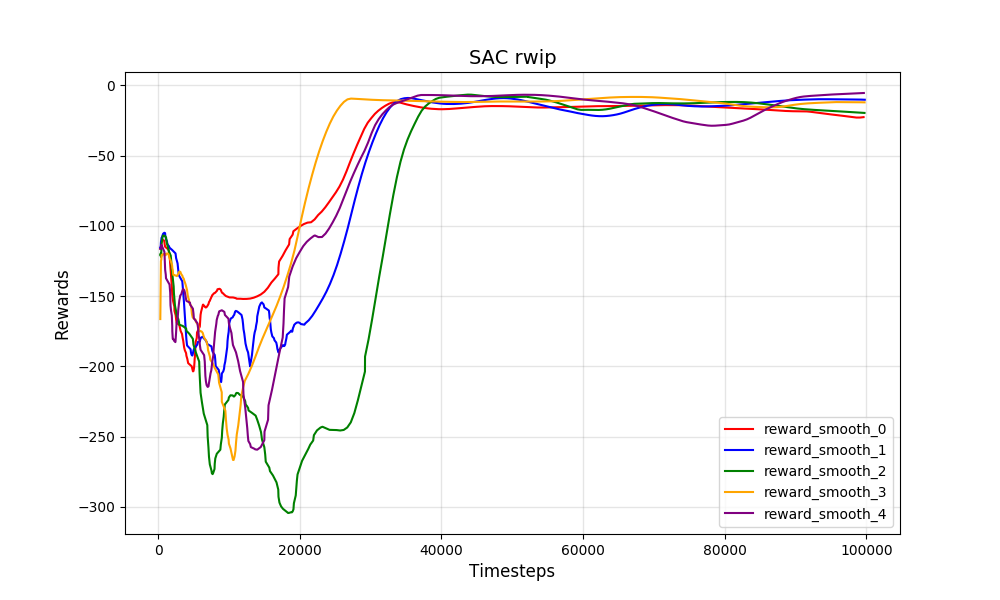 SAC rwip
Rewards
0
−50
−100
−150
−200
−250
−300
0
20000
40000
60000
80000
100000
Timesteps
reward_smooth_0
reward_smooth_1
reward_smooth_2
reward_smooth_3
reward_smooth_4